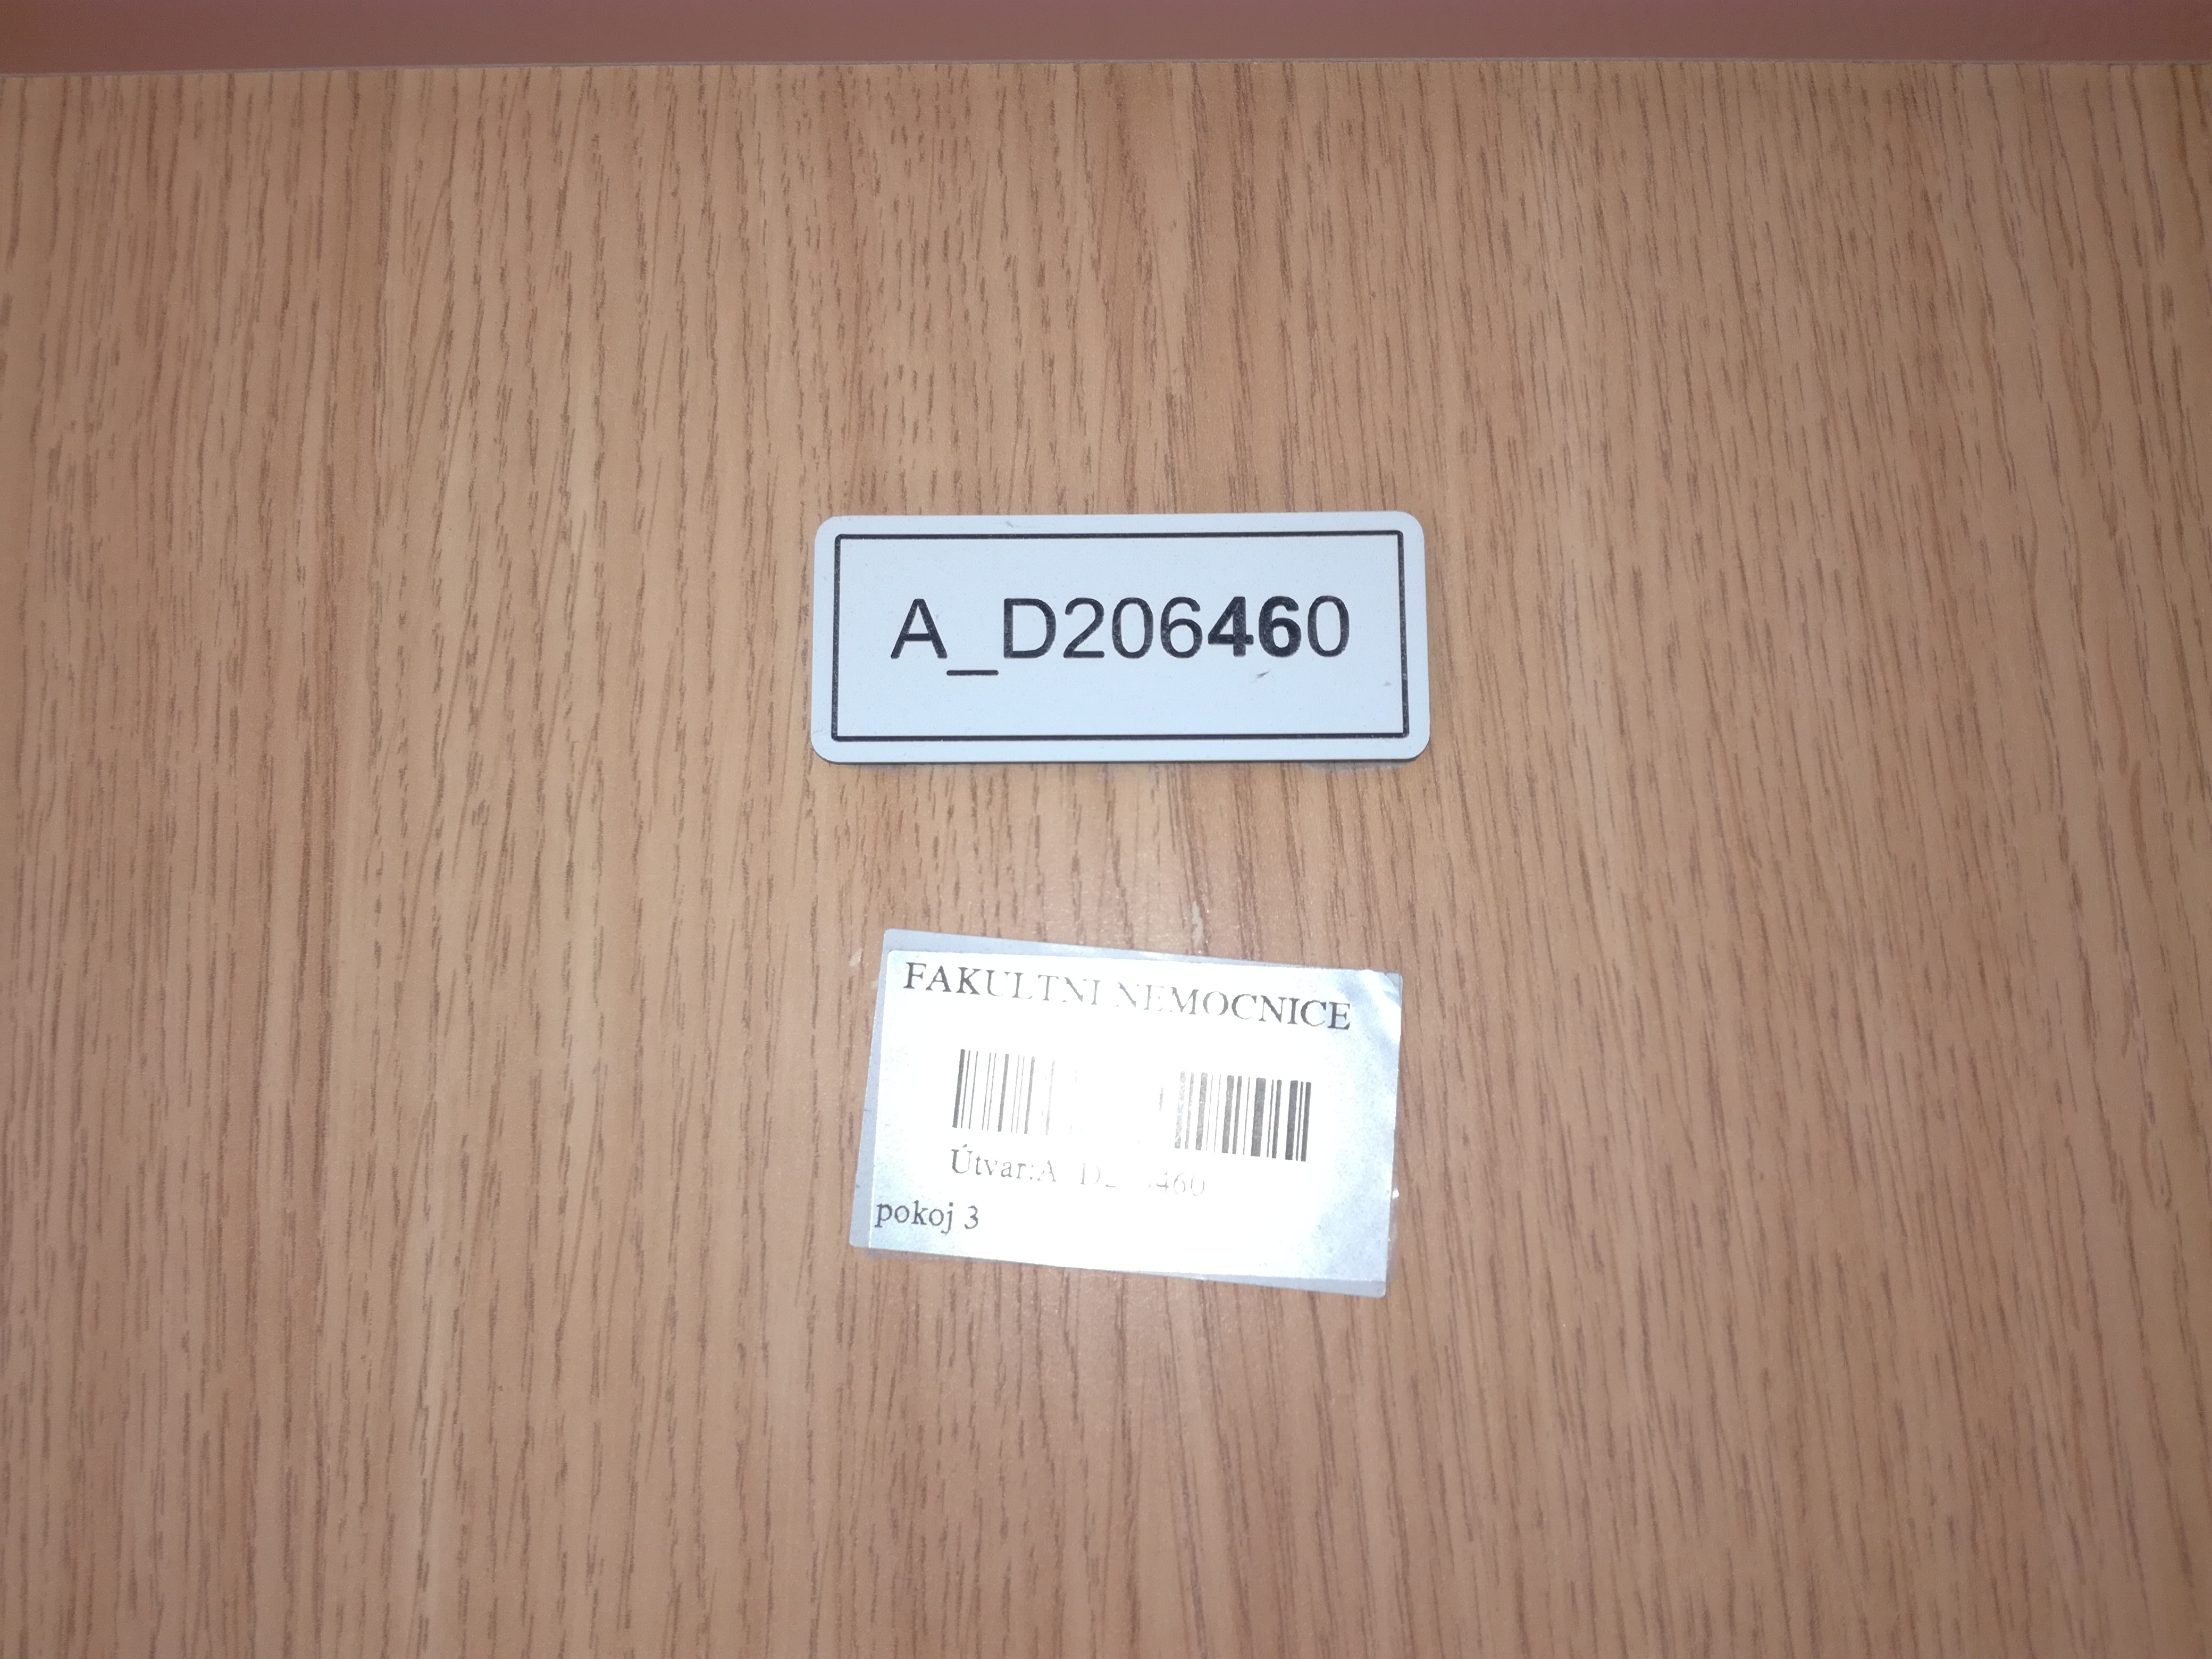 A_D206460
FAKULTNI NEMOCNICE
pokoj 3